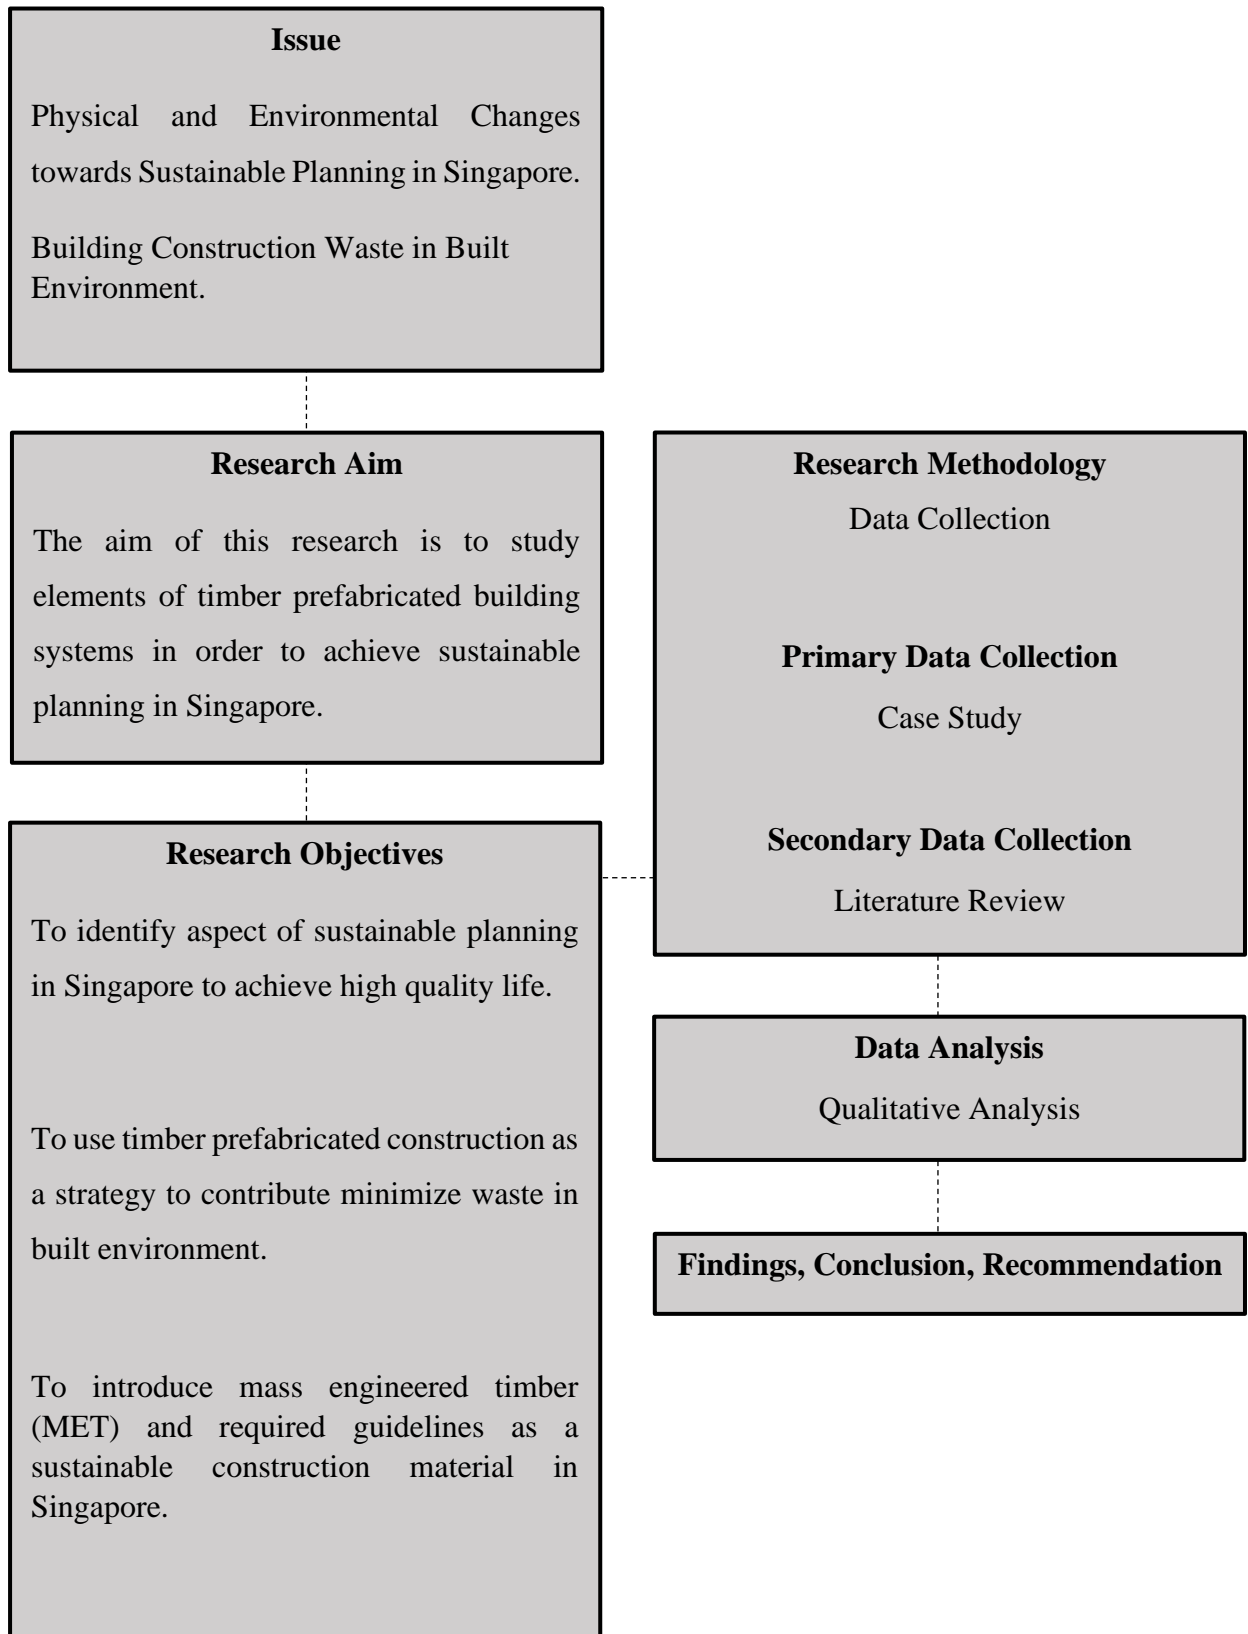 Issue
Physical and Environmental Changes
towards Sustainable Planning in Singapore.
Building Construction Waste in Built
Environment.
Research Aim
The aim of this research is to study
elements of timber prefabricated building
systems in order to achieve sustainable
planning in Singapore.
Research Objectives
To identify aspect of sustainable planning
in Singapore to achieve high quality life.
To use timber prefabricated construction as
a strategy to contribute minimize waste in
built environment.
To introduce mass engineered timber
(MET) and required guidelines as a
sustainable construction material in
Singapore.
Research Methodology
Data Collection
Primary Data Collection
Case Study
Secondary Data Collection
Literature Review
Data Analysis
Qualitative Analysis
Findings, Conclusion, Recommendation